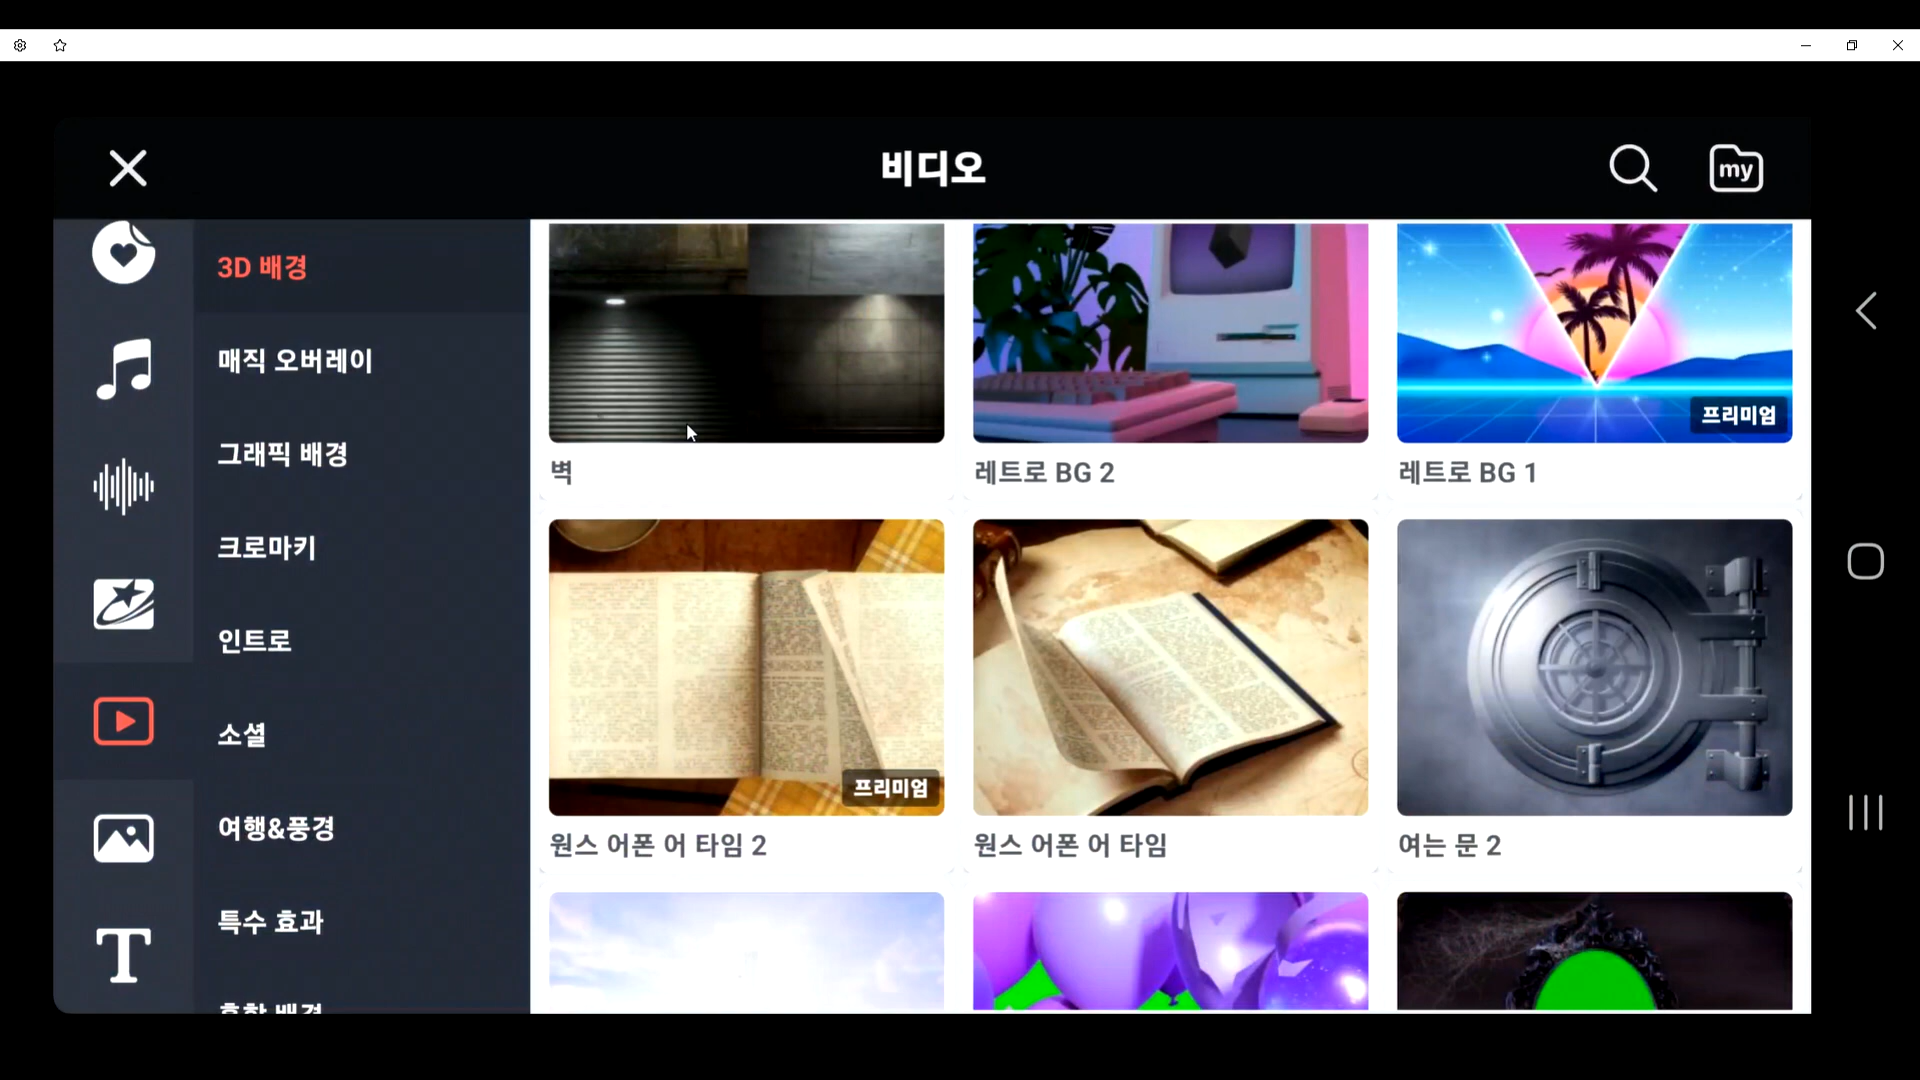 비디오
my
3D 배경
매직 오버레이
그래픽 배경
크로마키
인트로
소셜
여행&풍경
특수 효과
프리미엄
벽
레트로 BG 2
레트로 BG 1
프리미엄
원스 어폰 어 타임 2
원스 어폰 어 타임
여는 문 2
T